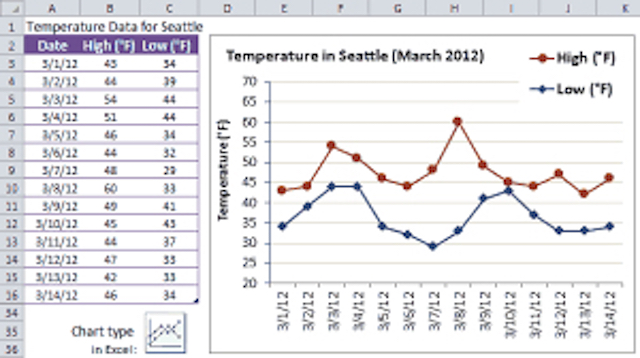 A B C D E F G H I J K
1 Temperature Data for Seattle
2 Date High (°F) Low (°F)
3 3/1/12 43 34
4 3/2/12 44 39
5 3/3/12 54 44
6 3/4/12 51 44
7 3/5/12 46 34
8 3/6/12 44 32
9 3/7/12 48 29
10 3/8/12 60 33
11 3/9/12 49 41
12 3/10/12 45 43
13 3/11/12 44 37
14 3/12/12 47 33
15 3/13/12 42 33
16 3/14/12 46 34
34
35 Chart type
36 in Excel:
Temperature in Seattle (March 2012)
High (°F)
Low (°F)
Temperature (°F)
70
65
60
55
50
45
40
35
30
25
20
3/1/12 3/2/12 3/3/12 3/4/12 3/5/12 3/6/12 3/7/12 3/8/12 3/9/12 3/10/12 3/11/12 3/12/12 3/13/12 3/14/12